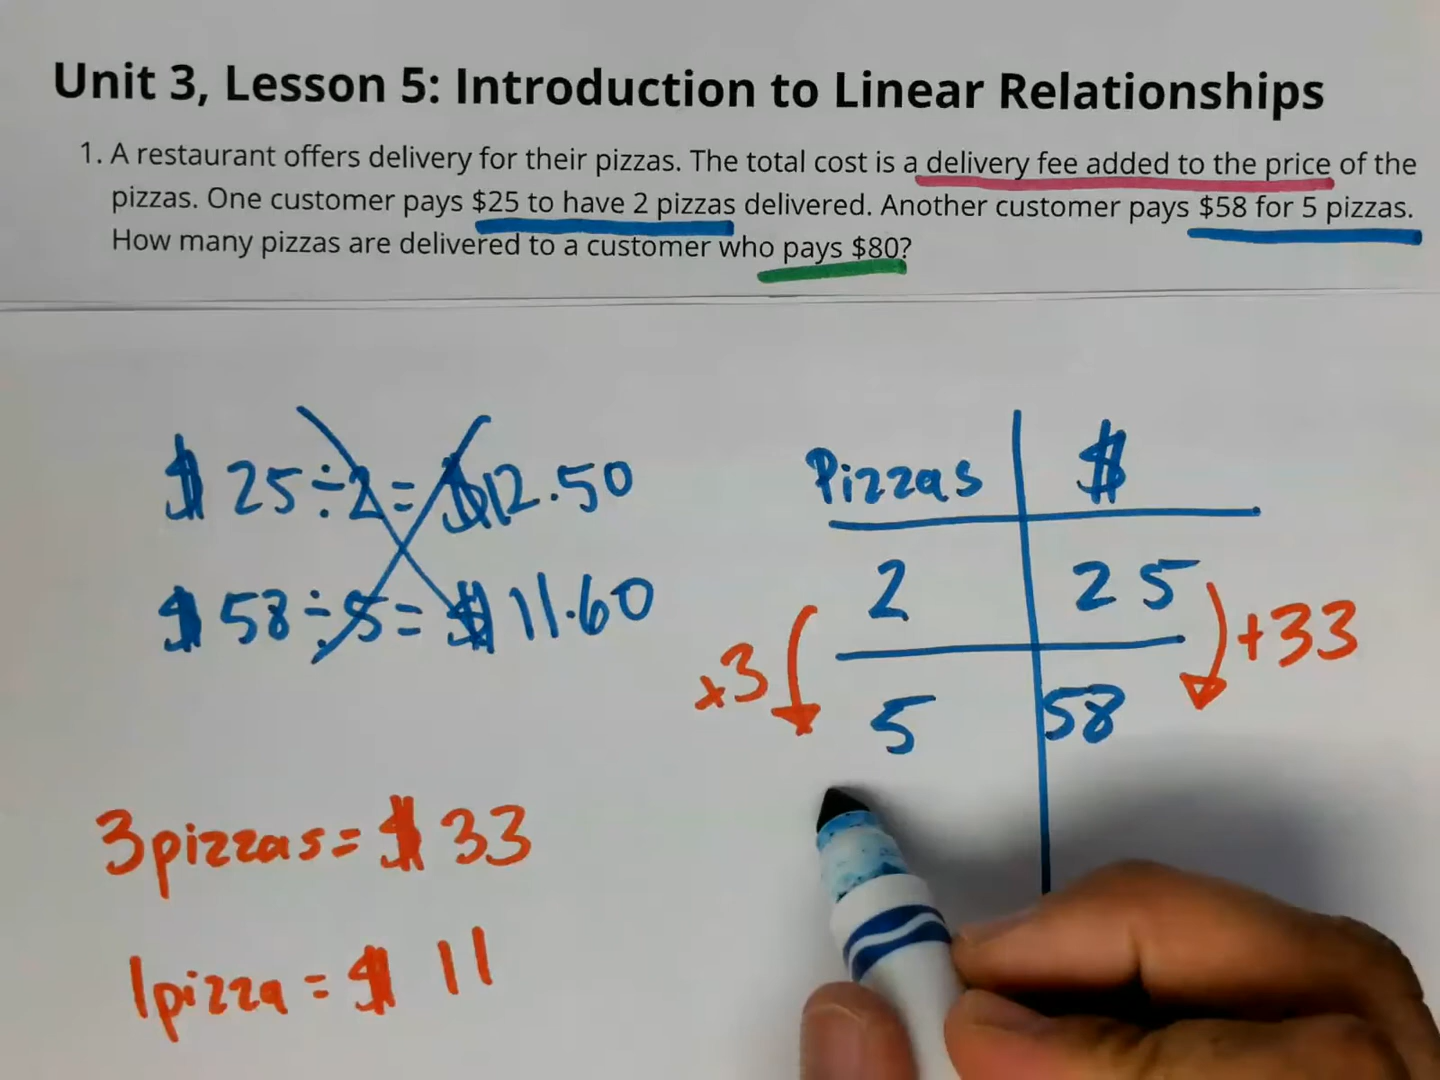 Unit 3, Lesson 5: Introduction to Linear Relationships
1. A restaurant offers delivery for their pizzas. The total cost is a delivery fee added to the price of the
pizzas. One customer pays $25 to have 2 pizzas delivered. Another customer pays $58 for 5 pizzas.
How many pizzas are delivered to a customer who pays $80?
$25÷2=$12.50
$58÷5=$11.60
3pizzas=$33
1pizza=$11
Pizzas $
2 25
+3 +33
5 58